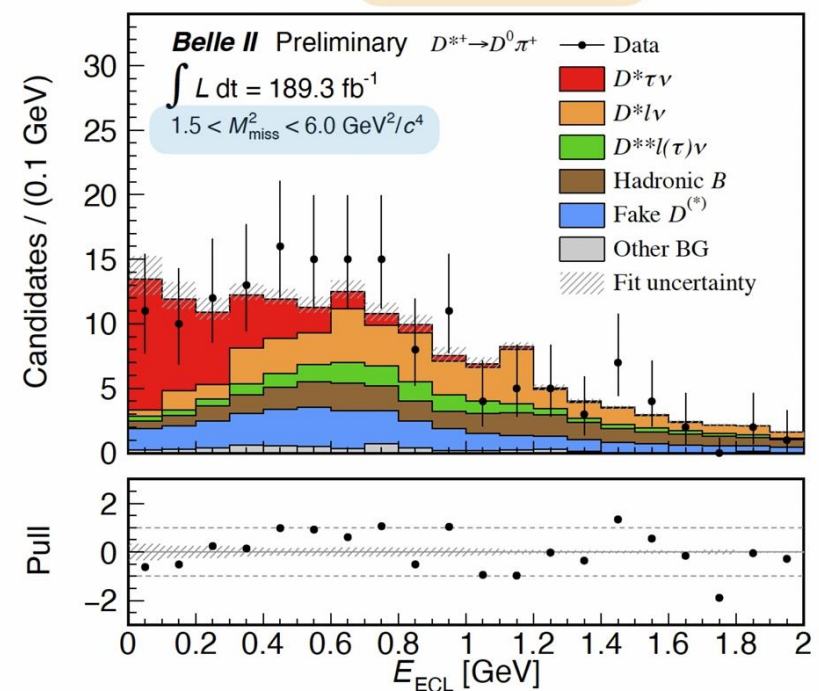 Belle II Preliminary D*+→D⁰π⁺
∫ L dt = 189.3 fb⁻¹
1.5 < M²miss < 6.0 GeV²/c⁴
Data
D*τν
D*lν
D**l(τ)ν
Hadronic B
Fake D(*)
Other BG
Fit uncertainty
Candidates / (0.1 GeV)
30
25
20
15
10
5
0
Pull
2
0
−2
0 0.2 0.4 0.6 0.8 1 1.2 1.4 1.6 1.8 2
E_ECL [GeV]